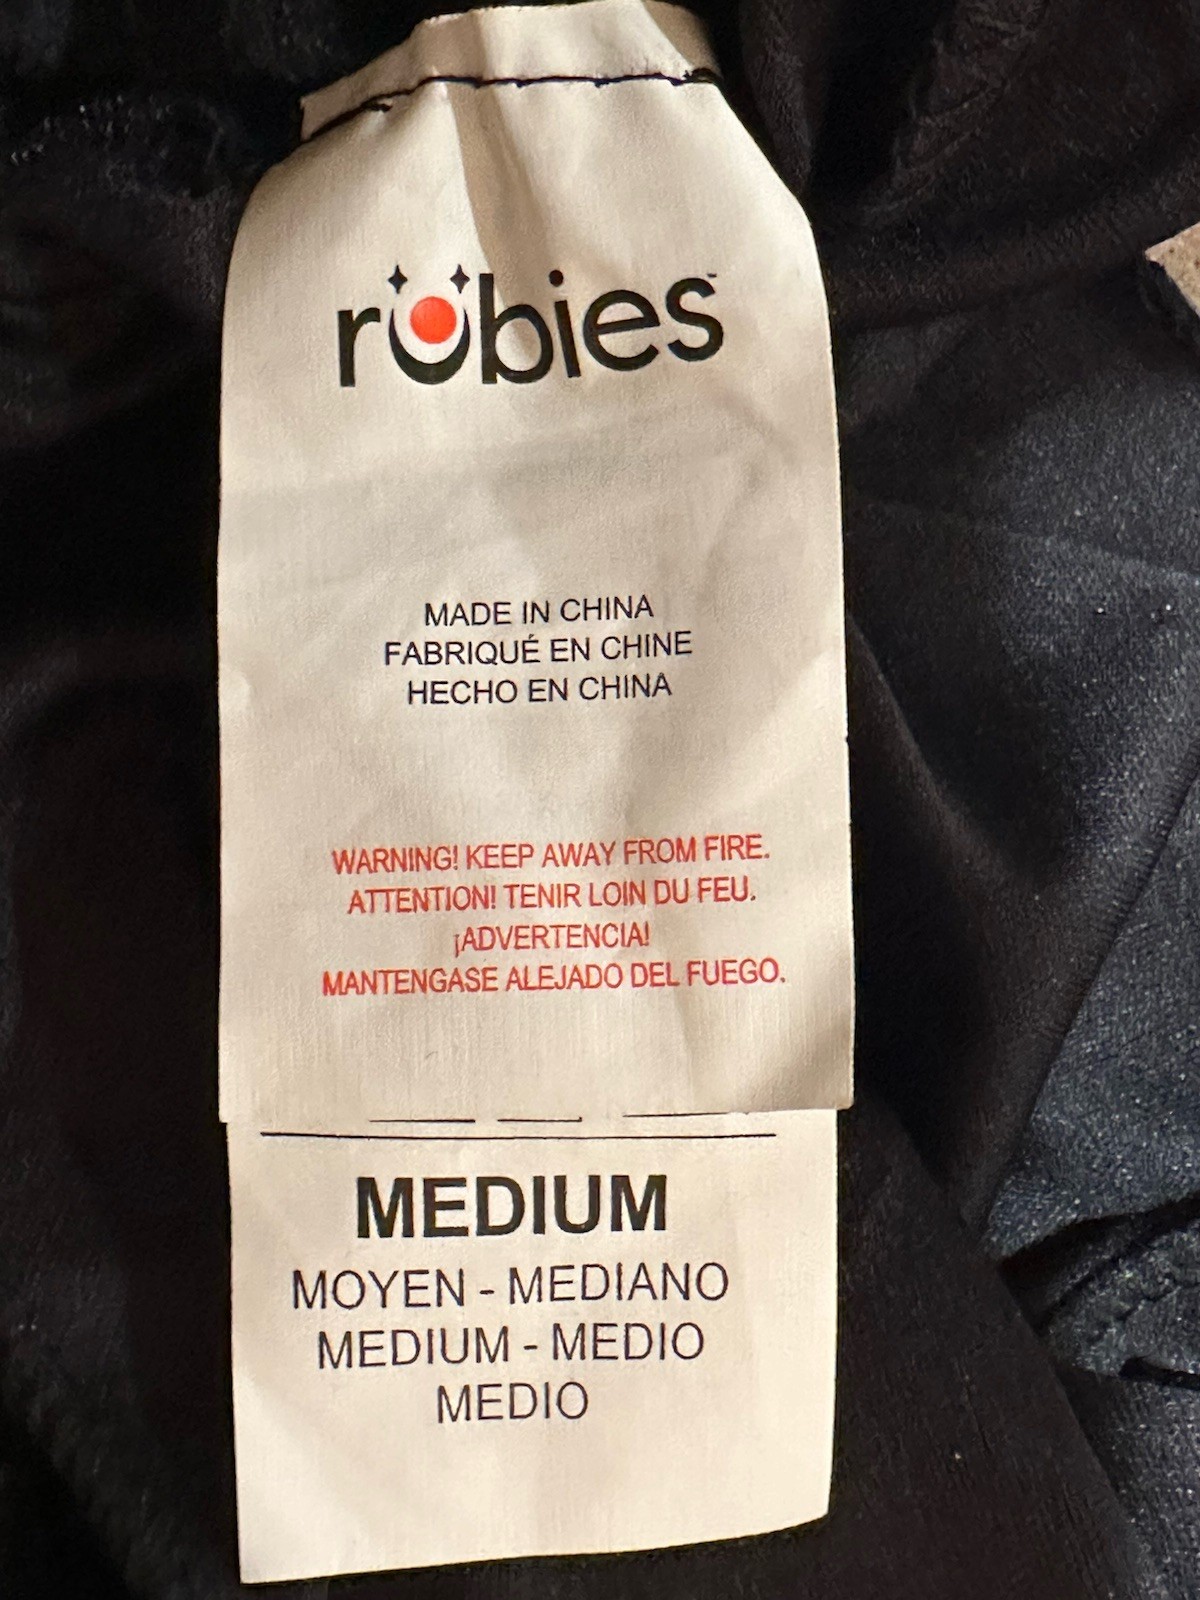 rubies™
MADE IN CHINA
FABRIQUÉ EN CHINE
HECHO EN CHINA
WARNING! KEEP AWAY FROM FIRE.
ATTENTION! TENIR LOIN DU FEU.
¡ADVERTENCIA!
MANTENGASE ALEJADO DEL FUEGO.
MEDIUM
MOYEN - MEDIANO
MEDIUM - MEDIO
MEDIO